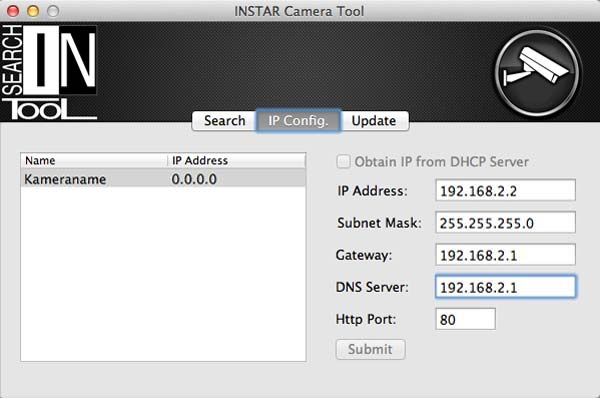 INSTAR Camera Tool
SEARCH
IN
TOOL
Search IP Config. Update
Name IP Address
Kameraname 0.0.0.0
Obtain IP from DHCP Server
IP Address: 192.168.2.2
Subnet Mask: 255.255.255.0
Gateway: 192.168.2.1
DNS Server: 192.168.2.1
Http Port: 80
Submit